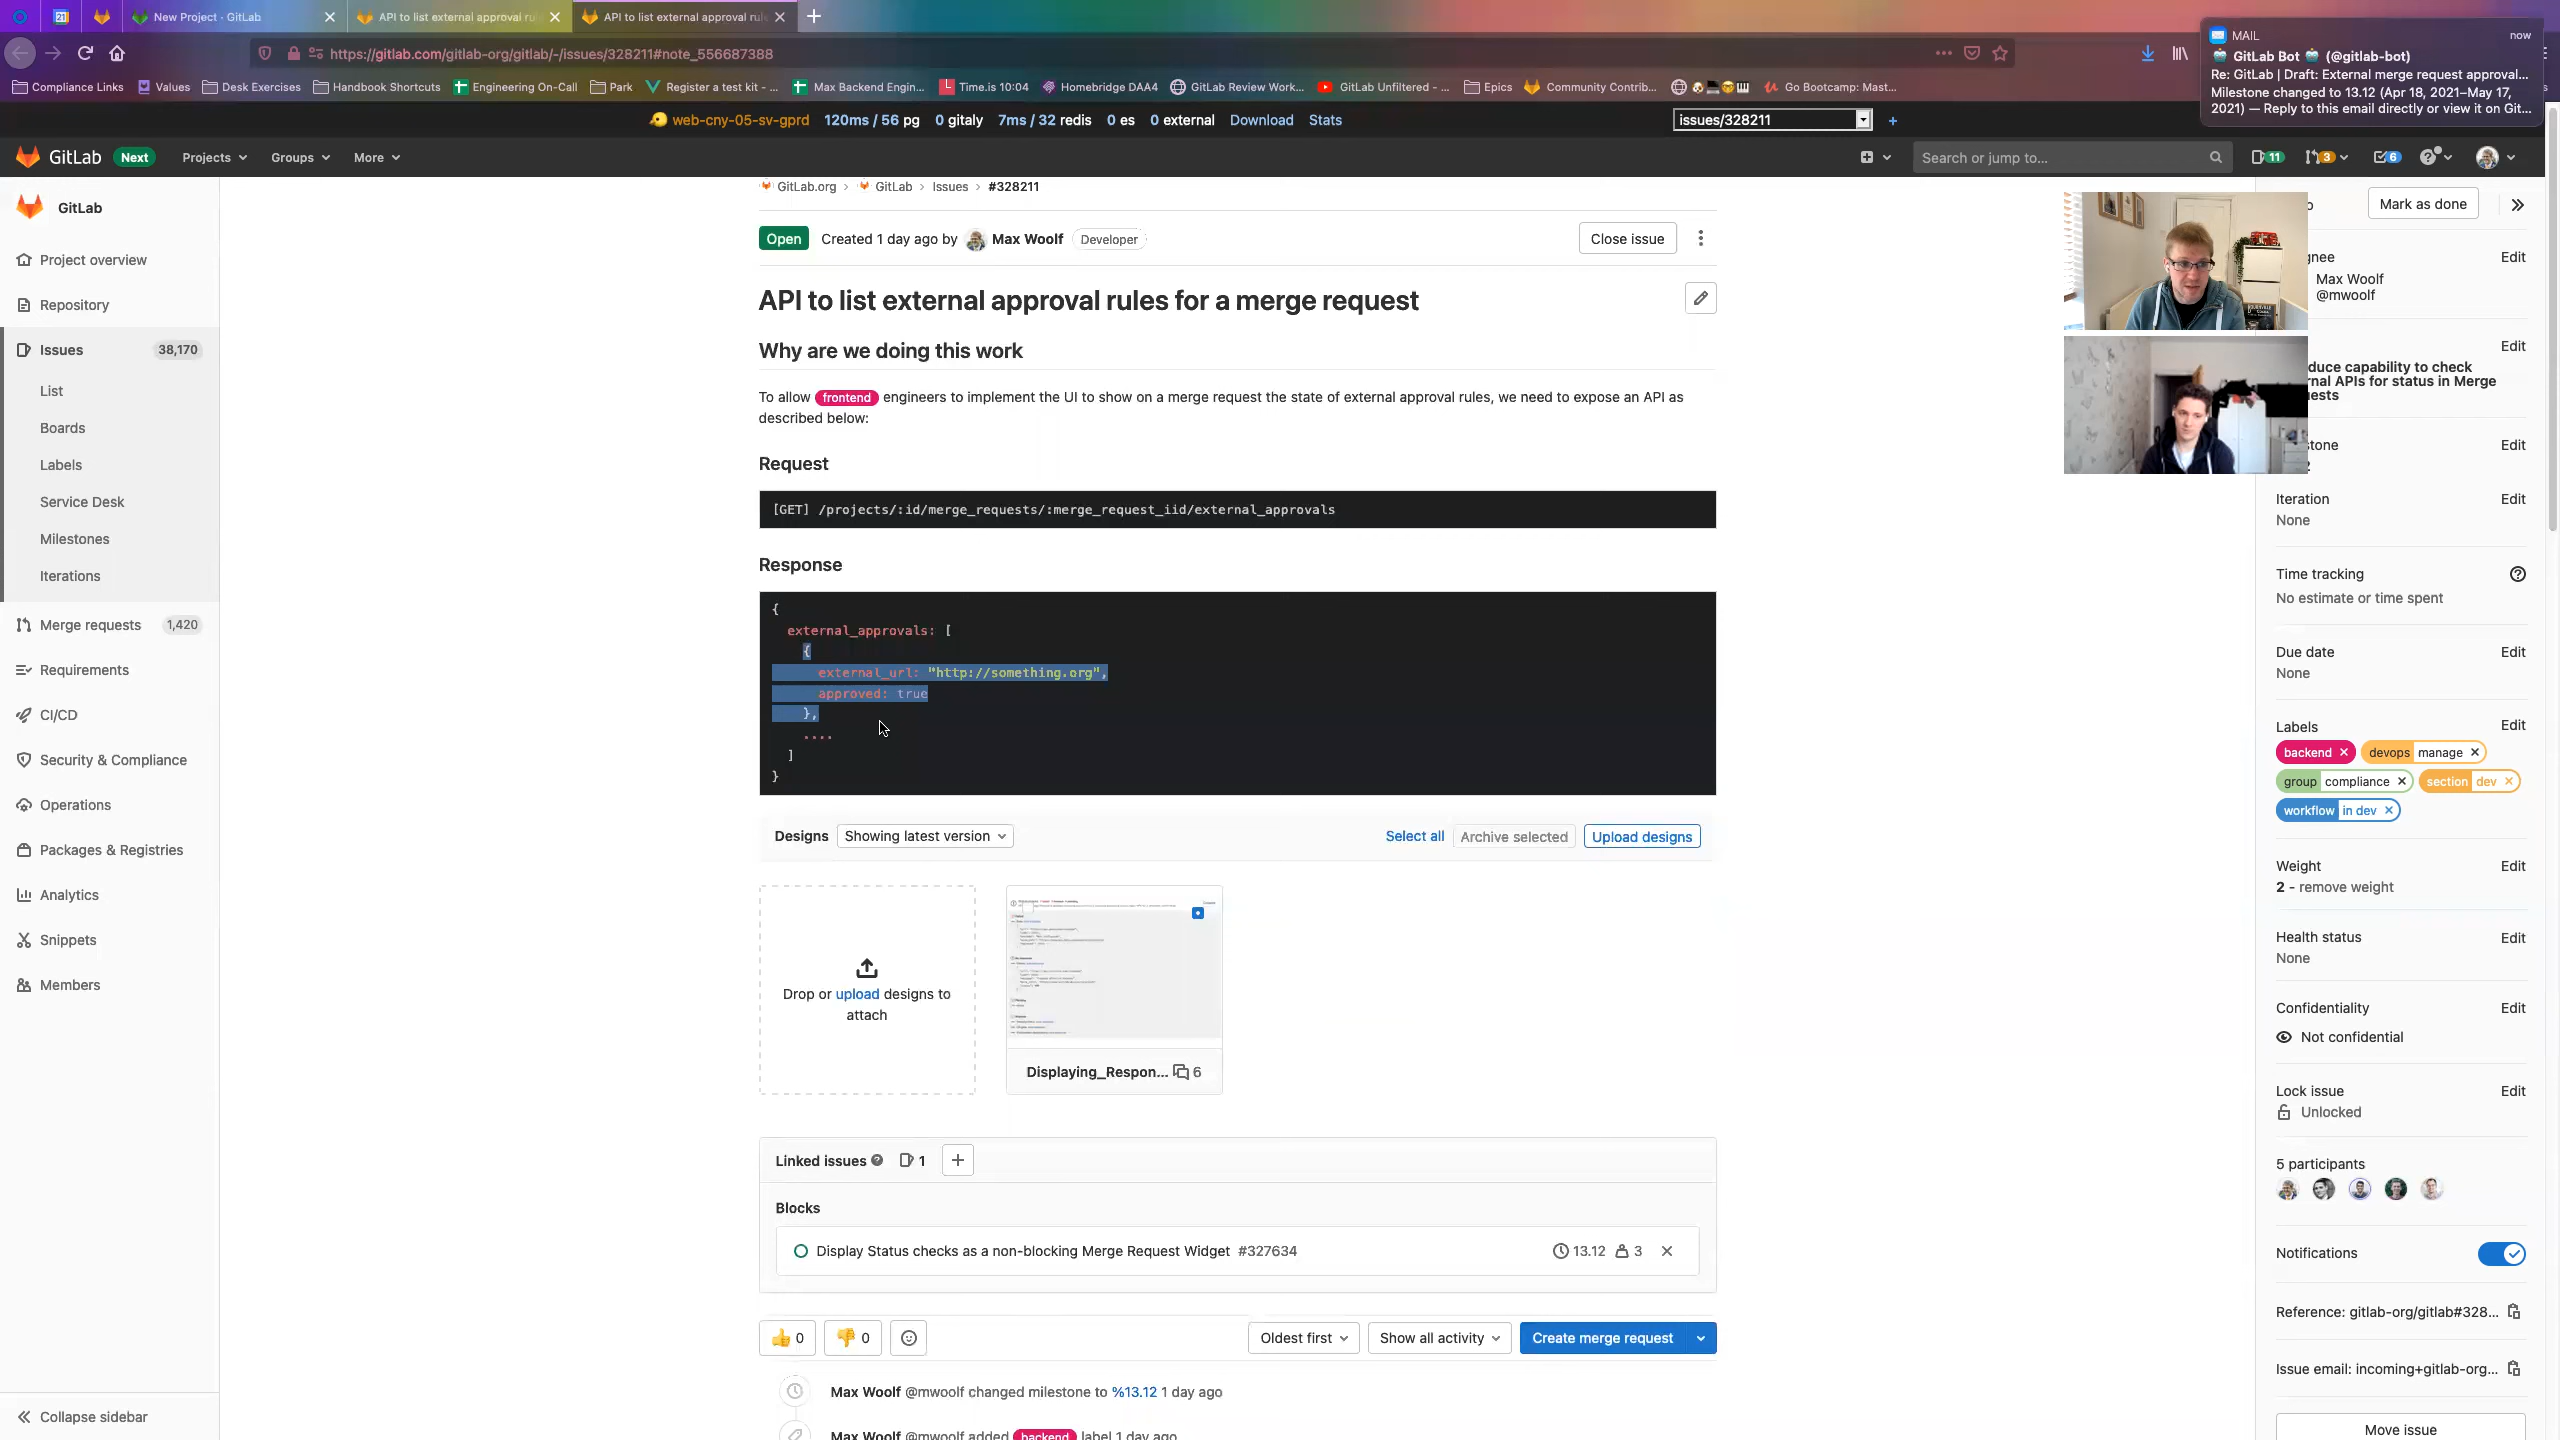 New Project · GitLab
API to list external approval ru
API to list external approval rul
https://gitlab.com/gitlab-org/gitlab/-/issues/328211#note_556687388
MAIL
now
GitLab Bot (@gitlab-bot)
Re: GitLab | Draft: External merge request approval...
Milestone changed to 13.12 (Apr 18, 2021–May 17,
2021) — Reply to this email directly or view it on Git...
Compliance Links
Values
Desk Exercises
Handbook Shortcuts
Engineering On-Call
Park
Register a test kit - ...
Max Backend Engin...
Time.is 10:04
Homebridge DAA4
GitLab Review Work...
GitLab Unfiltered - ...
Epics
Community Contrib...
Go Bootcamp: Mast...
web-cny-05-sv-gprd 120ms / 56 pg 0 gitaly 7ms / 32 redis 0 es 0 external Download Stats
issues/328211
+
GitLab Next Projects Groups More
Search or jump to...
11
3
6
GitLab
Project overview
Repository
Issues 38,170
List
Boards
Labels
Service Desk
Milestones
Iterations
Merge requests 1,420
Requirements
CI/CD
Security & Compliance
Operations
Packages & Registries
Analytics
Snippets
Members
Collapse sidebar
GitLab.org › GitLab › Issues › #328211
Open Created 1 day ago by Max Woolf Developer
Close issue
API to list external approval rules for a merge request
Why are we doing this work
To allow frontend engineers to implement the UI to show on a merge request the state of external approval rules, we need to expose an API as
described below:
Request
[GET] /projects/:id/merge_requests/:merge_request_iid/external_approvals
Response
{
external_approvals: [
{
external_url: "http://something.org",
approved: true
},
....
]
}
Designs Showing latest version
Select all Archive selected Upload designs
Drop or upload designs to
attach
Displaying_Respon... 6
Linked issues 1
Blocks
Display Status checks as a non-blocking Merge Request Widget #327634
13.12 3
0 0
Oldest first Show all activity Create merge request
Max Woolf @mwoolf changed milestone to %13.12 1 day ago
Max Woolf @mwoolf added backend label 1 day ago
Mark as done
gnee Edit
Max Woolf
@mwoolf
Edit
duce capability to check
rnal APIs for status in Merge
ests
stone Edit
Iteration Edit
None
Time tracking
No estimate or time spent
Due date Edit
None
Labels Edit
backend devops manage
group compliance section dev
workflow in dev
Weight Edit
2 - remove weight
Health status Edit
None
Confidentiality Edit
Not confidential
Lock issue Edit
Unlocked
5 participants
Notifications
Reference: gitlab-org/gitlab#328...
Issue email: incoming+gitlab-org...
Move issue